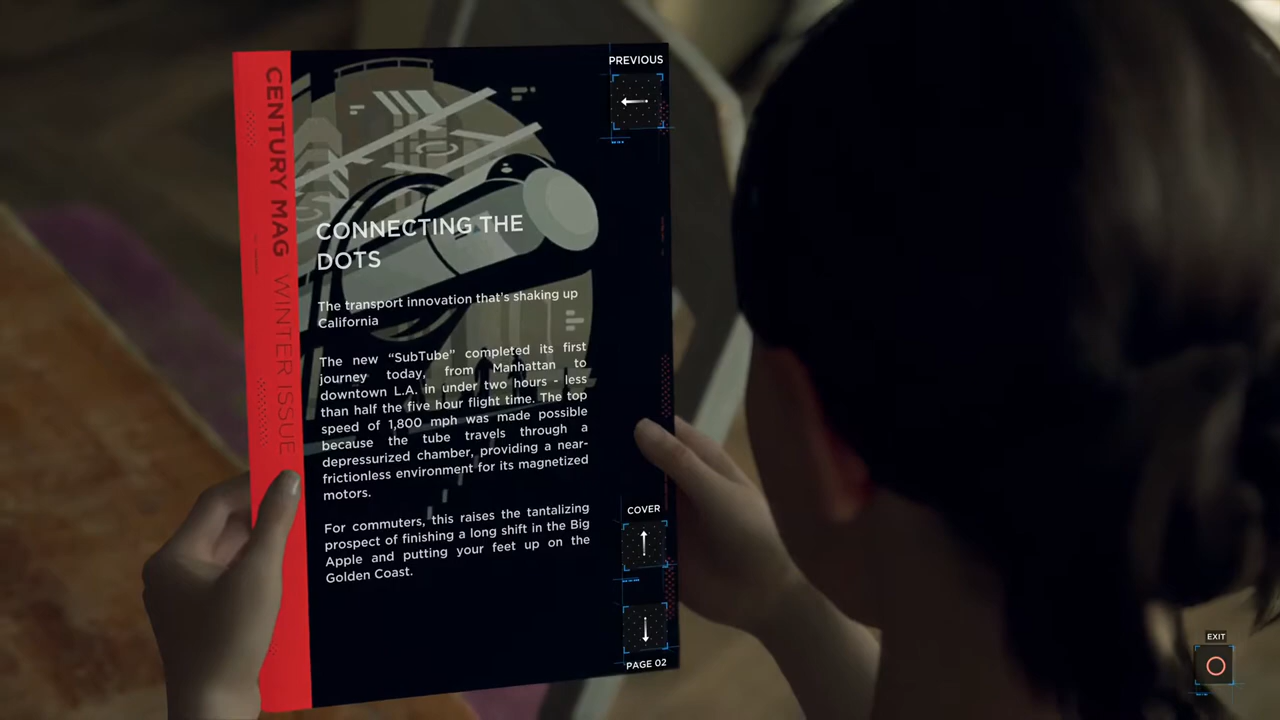 PREVIOUS
CENTURY MAG WINTER ISSUE
CONNECTING THE
DOTS
The transport innovation that's shaking up
California
The new “SubTube” completed its first
journey today, from Manhattan to
downtown L.A. in under two hours - less
than half the five hour flight time. The top
speed of 1,800 mph was made possible
because the tube travels through a
depressurized chamber, providing a near-
frictionless environment for its magnetized
motors.
For commuters, this raises the tantalizing
prospect of finishing a long shift in the Big
Apple and putting your feet up on the
Golden Coast.
COVER
PAGE 02
EXIT